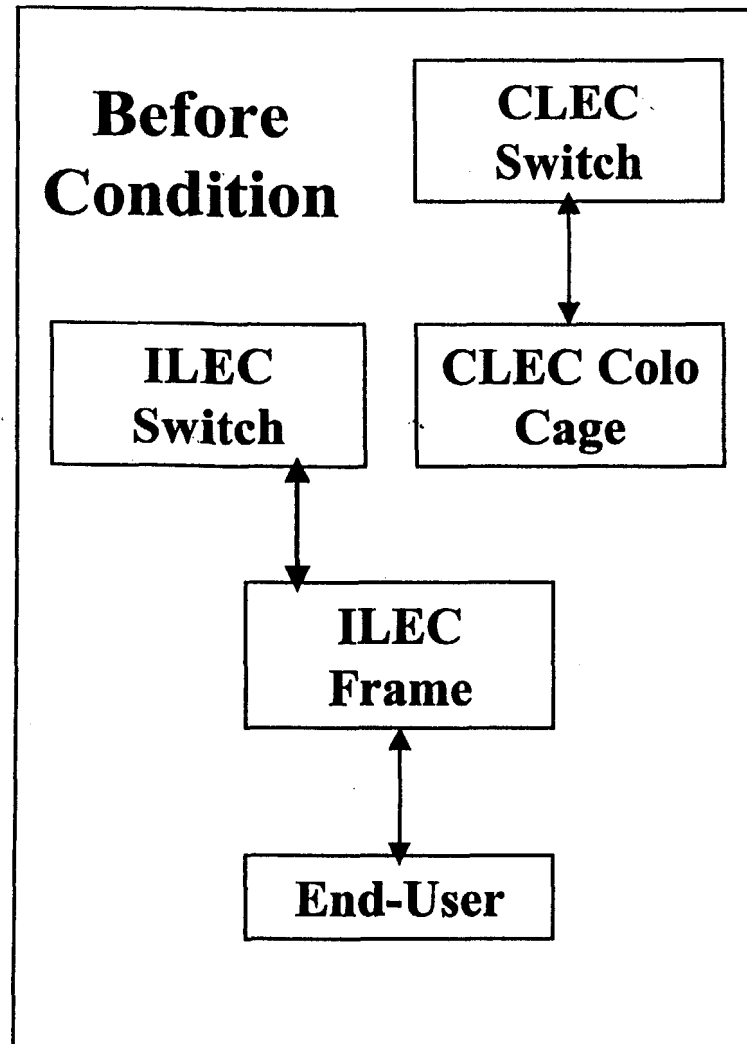 Before
Condition
CLEC
Switch
ILEC
Switch
CLEC Colo
Cage
ILEC
Frame
End-User